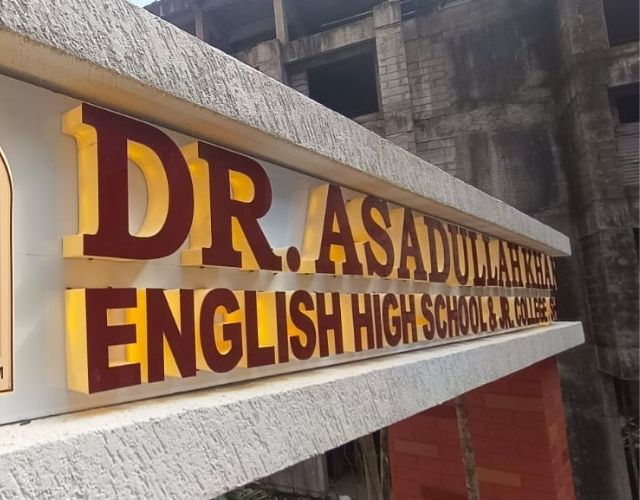 DR. ASADULLAH KHAN
ENGLISH HIGH SCHOOL & JR. COLLEGE